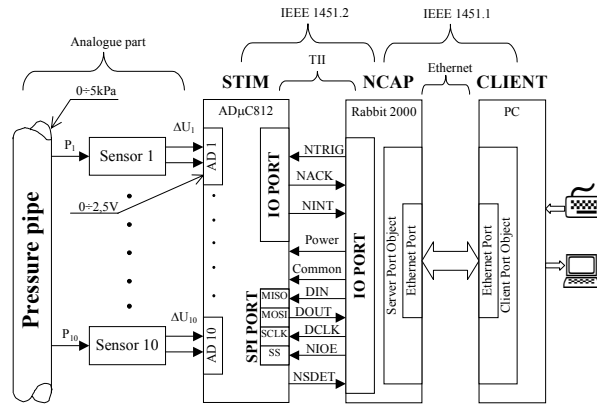 IEEE 1451.2
IEEE 1451.1
Analogue part
TII
Ethernet
STIM
NCAP
CLIENT
0÷5kPa
ADμC812
Rabbit 2000
PC
Pressure pipe
P1
Sensor 1
ΔU1
AD 1
0÷2,5V
P10
Sensor 10
ΔU10
AD 10
IO PORT
SPI PORT
MISO
MOSI
SCLK
SS
NTRIG
NACK
NINT
Power
Common
DIN
DOUT
DCLK
NIOE
NSDET
IO PORT
Server Port Object
Ethernet Port
Ethernet Port
Client Port Object